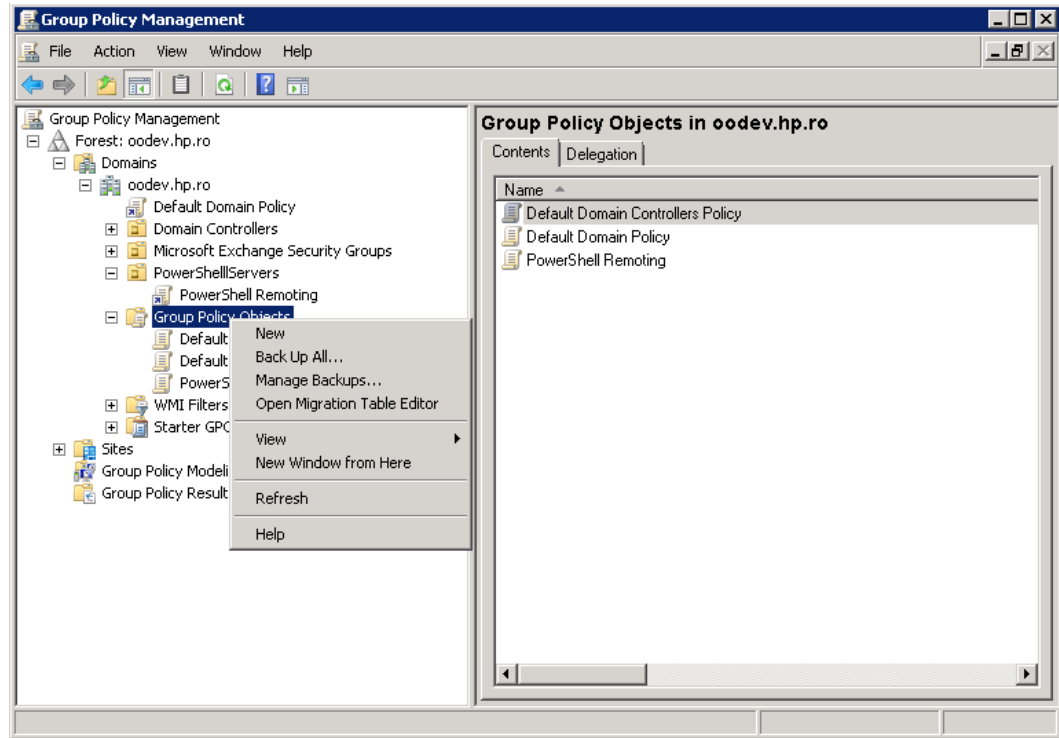 Group Policy Management
File Action View Window Help
Group Policy Management
Forest: oodev.hp.ro
Domains
oodev.hp.ro
Default Domain Policy
Domain Controllers
Microsoft Exchange Security Groups
PowerShellServers
PowerShell Remoting
Group Policy Objects
Default
Default
PowerS
WMI Filters
Starter GPO
Sites
Group Policy Modeli
Group Policy Result
New
Back Up All...
Manage Backups...
Open Migration Table Editor
View
New Window from Here
Refresh
Help
Group Policy Objects in oodev.hp.ro
Contents Delegation
Name
Default Domain Controllers Policy
Default Domain Policy
PowerShell Remoting